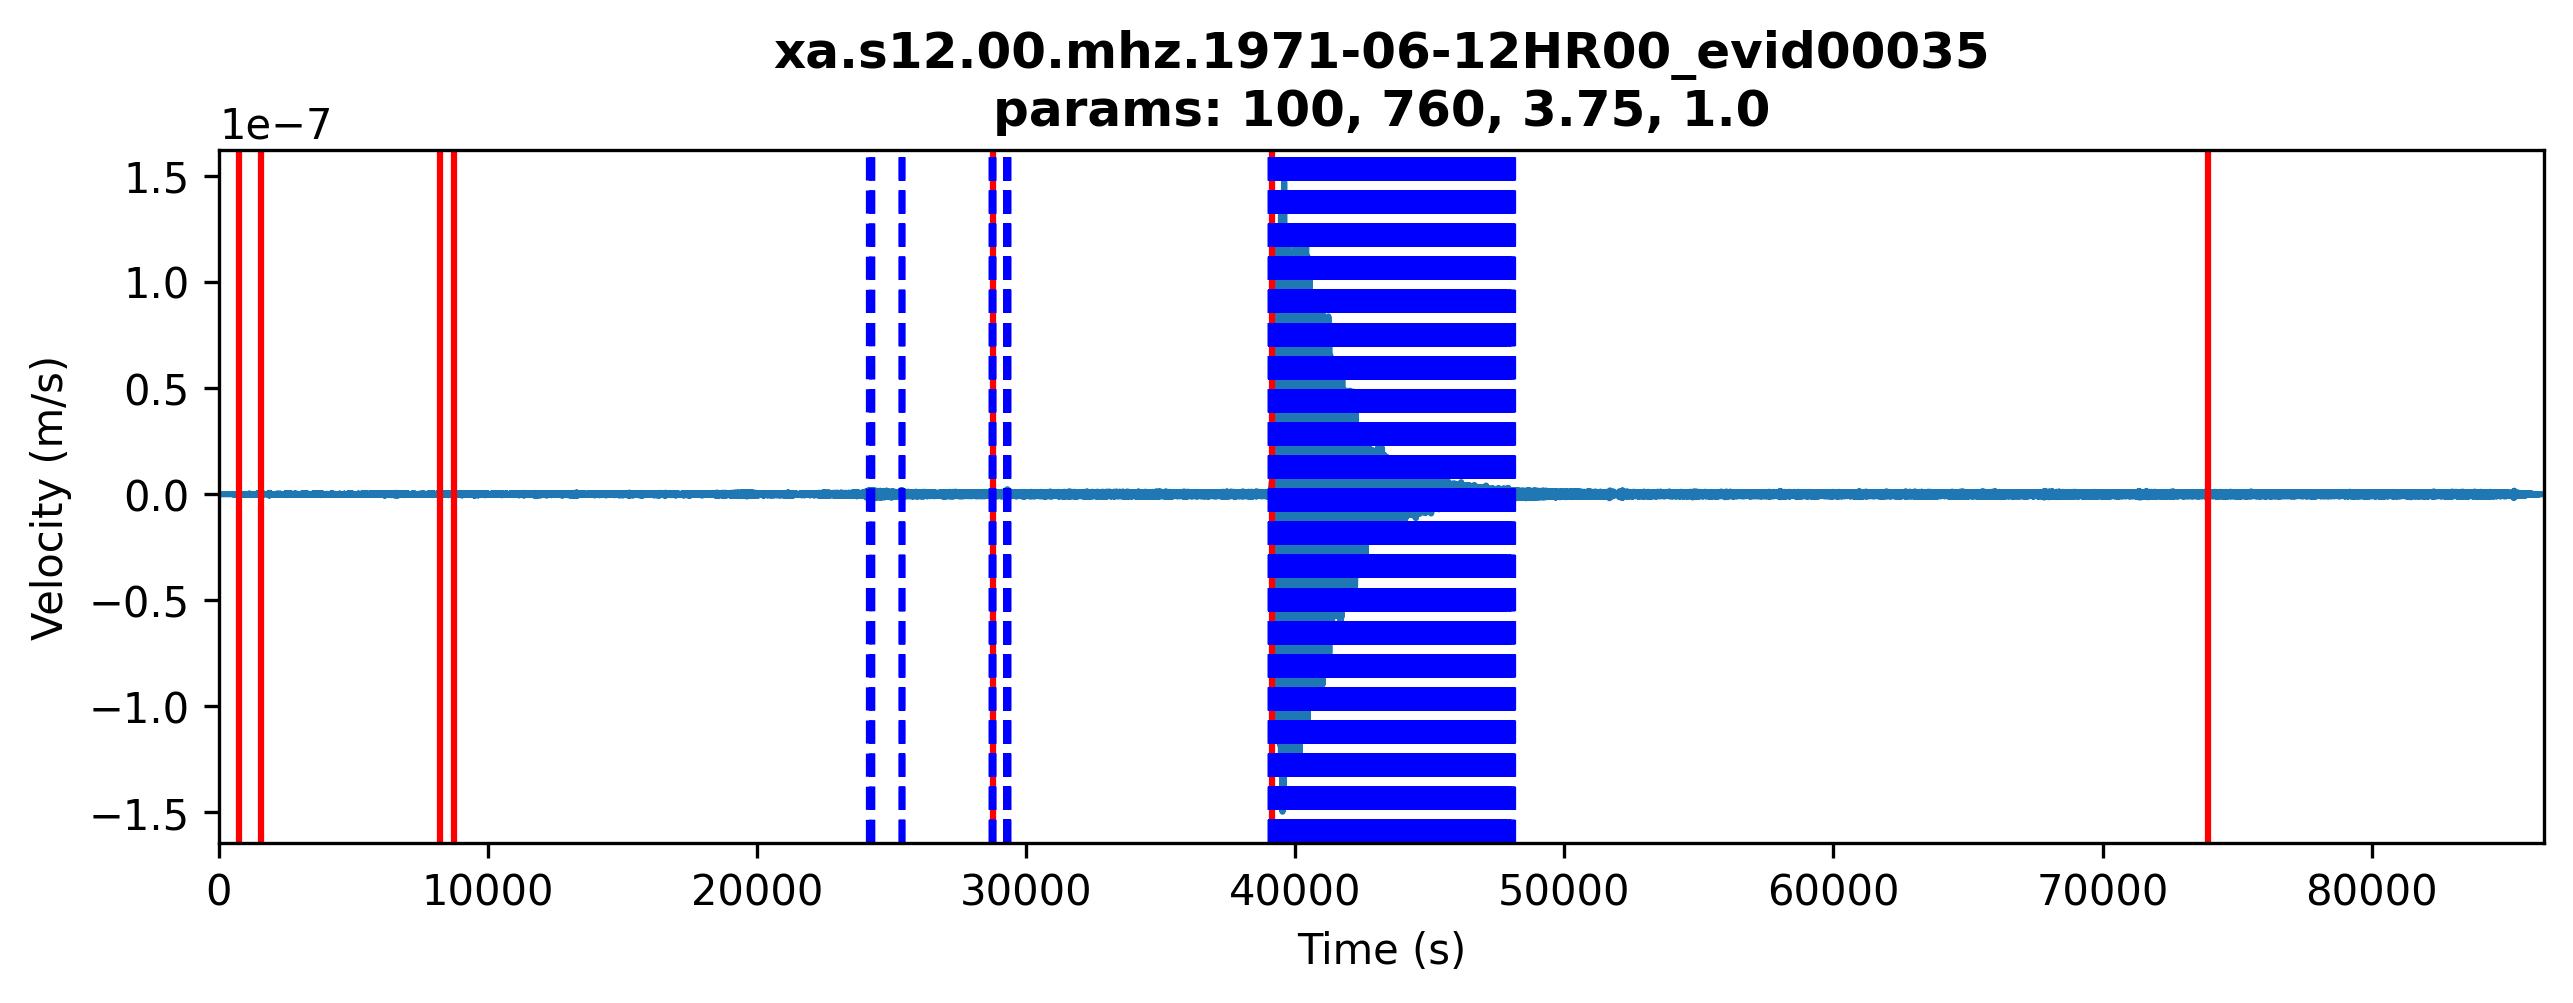 xa.s12.00.mhz.1971-06-12HR00_evid00035
params: 100, 760, 3.75, 1.0
1e−7
1.5
1.0
0.5
0.0
−0.5
−1.0
−1.5
Velocity (m/s)
0 10000 20000 30000 40000 50000 60000 70000 80000
Time (s)